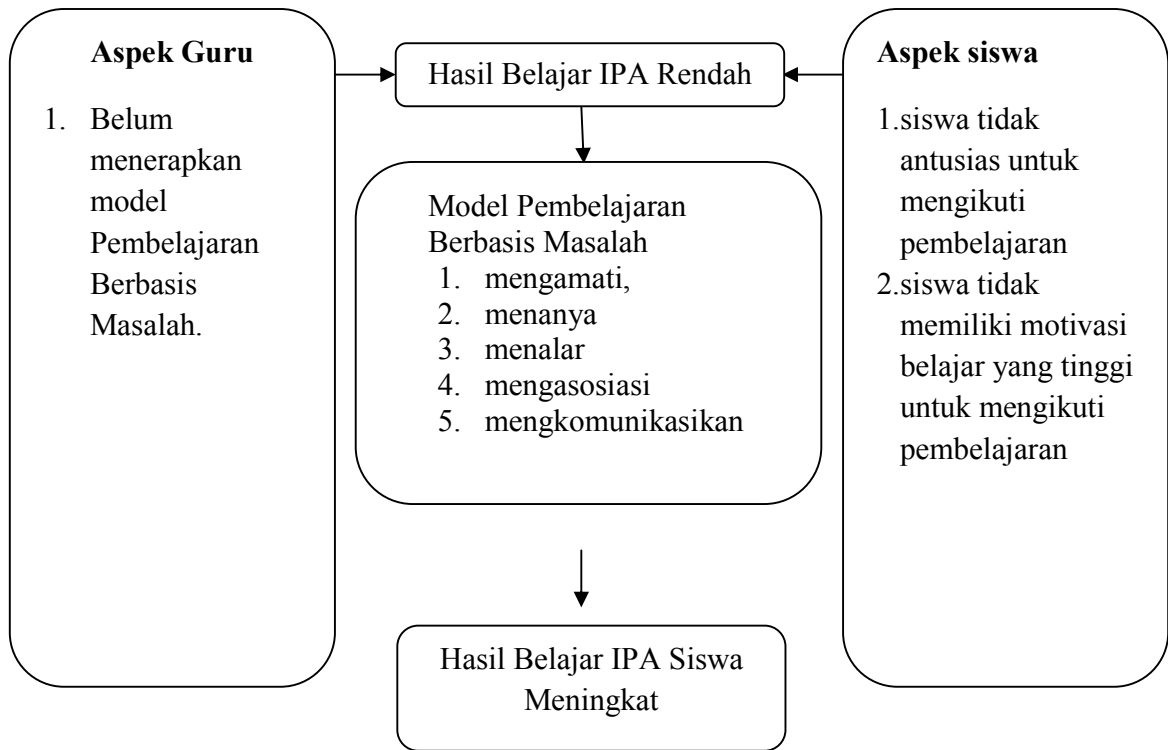 Aspek Guru
1. Belum
menerapkan
model
Pembelajaran
Berbasis
Masalah.
Hasil Belajar IPA Rendah
Model Pembelajaran
Berbasis Masalah
1. mengamati,
2. menanya
3. menalar
4. mengasosiasi
5. mengkomunikasikan
Hasil Belajar IPA Siswa
Meningkat
Aspek siswa
1.siswa tidak
antusias untuk
mengikuti
pembelajaran
2.siswa tidak
memiliki motivasi
belajar yang tinggi
untuk mengikuti
pembelajaran